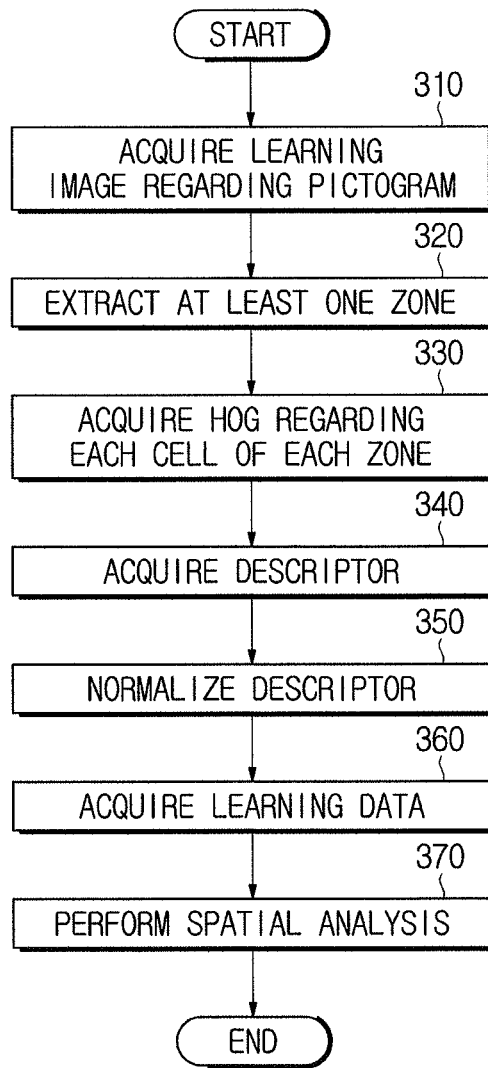 START
310
ACQUIRE LEARNING
IMAGE REGARDING PICTOGRAM
320
EXTRACT AT LEAST ONE ZONE
330
ACQUIRE HOG REGARDING
EACH CELL OF EACH ZONE
340
ACQUIRE DESCRIPTOR
350
NORMALIZE DESCRIPTOR
360
ACQUIRE LEARNING DATA
370
PERFORM SPATIAL ANALYSIS
END